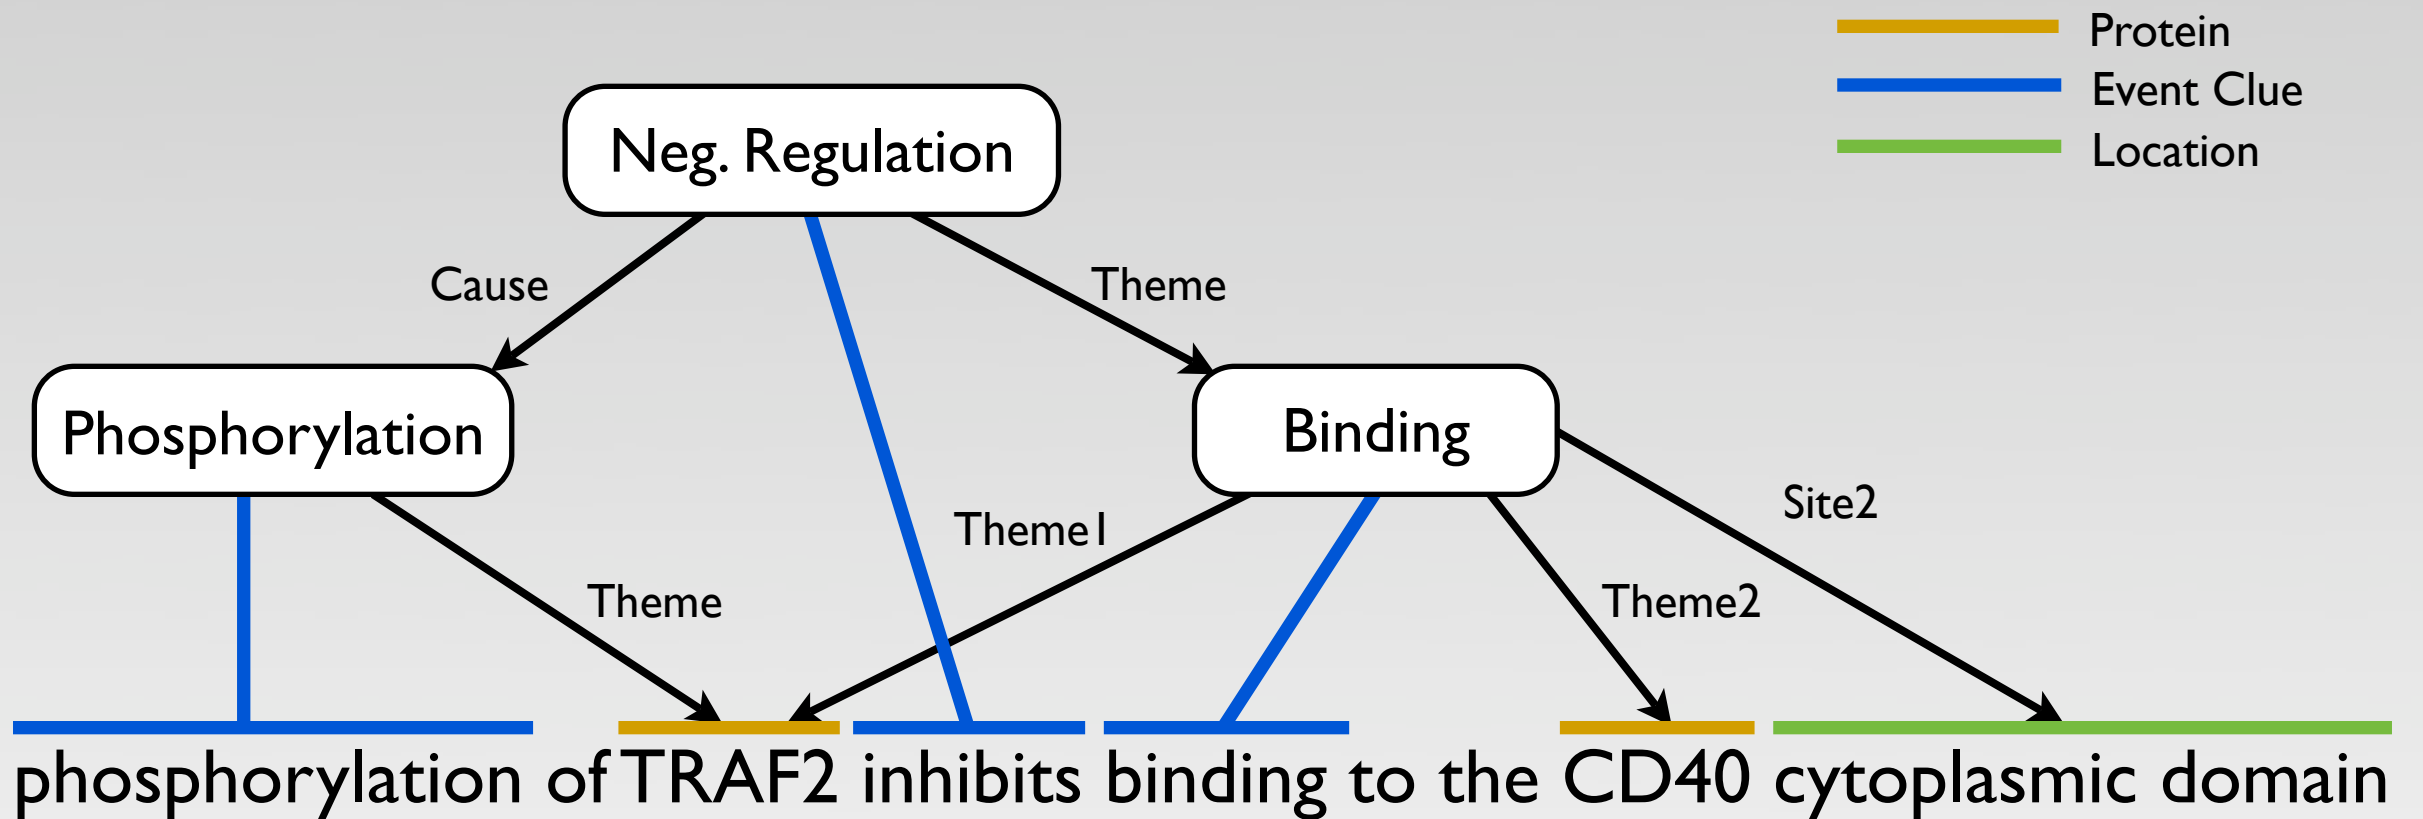 Protein
Event Clue
Location
Neg. Regulation
Cause
Theme
Phosphorylation
Binding
Site2
Theme1
Theme
Theme2
phosphorylation of TRAF2 inhibits binding to the CD40 cytoplasmic domain